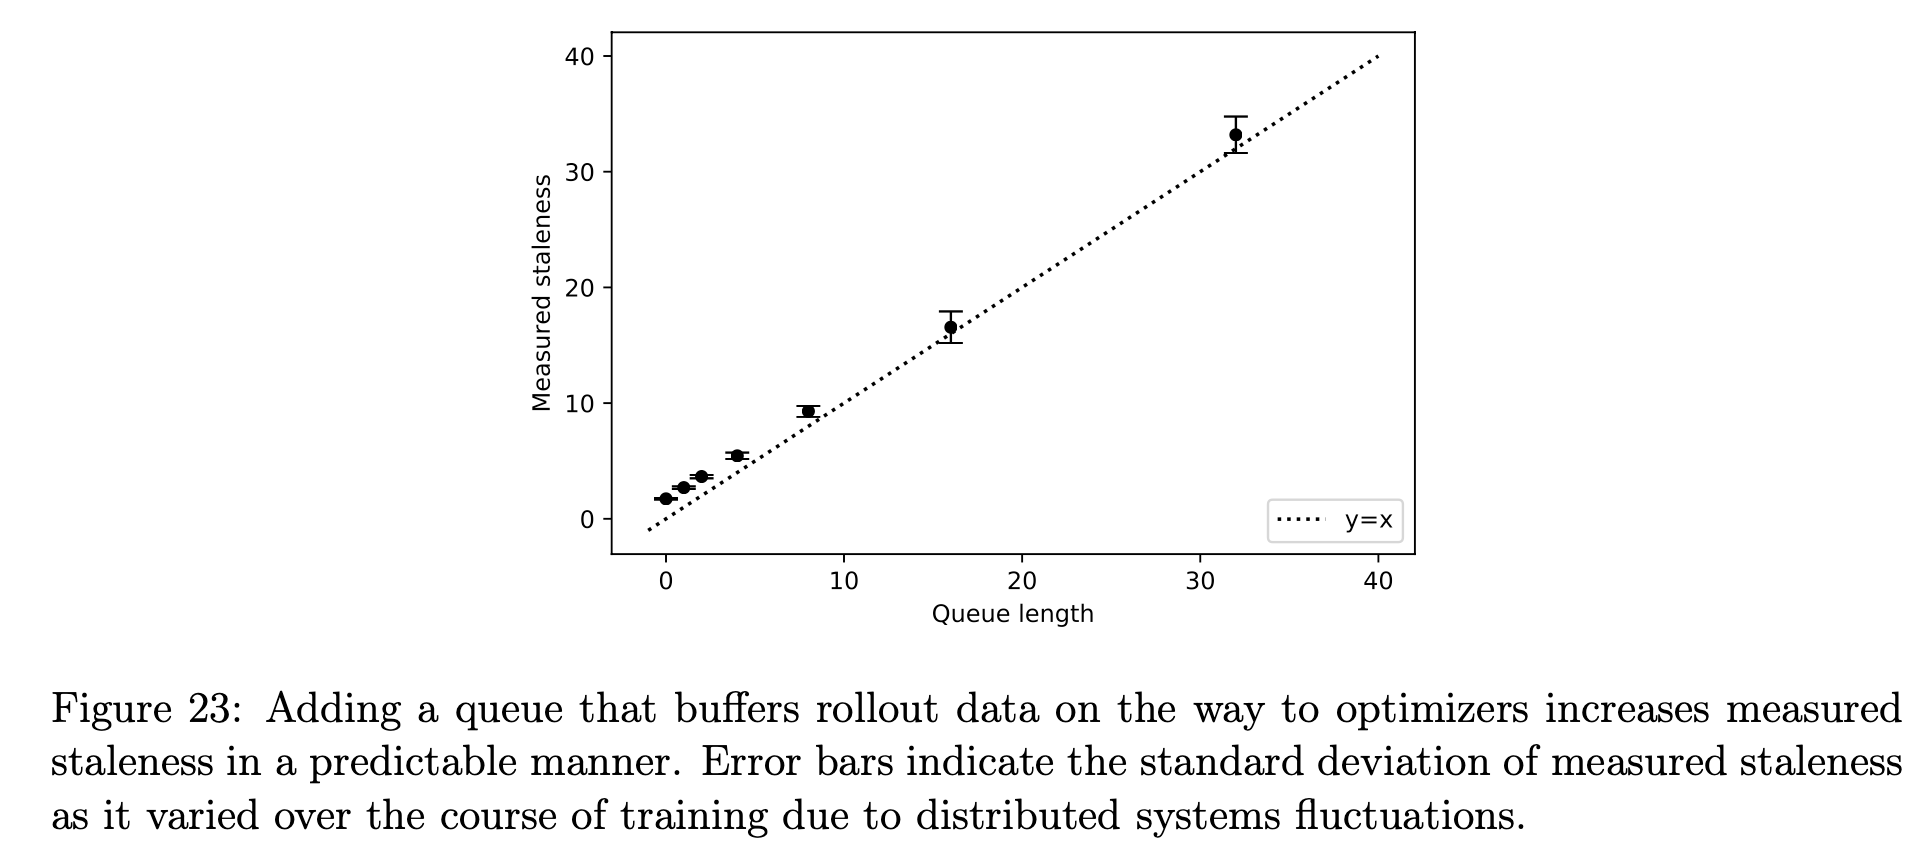 40
30
20
10
0
Measured staleness
y=x
0 10 20 30 40
Queue length
Figure 23: Adding a queue that buffers rollout data on the way to optimizers increases measured
staleness in a predictable manner. Error bars indicate the standard deviation of measured staleness
as it varied over the course of training due to distributed systems fluctuations.